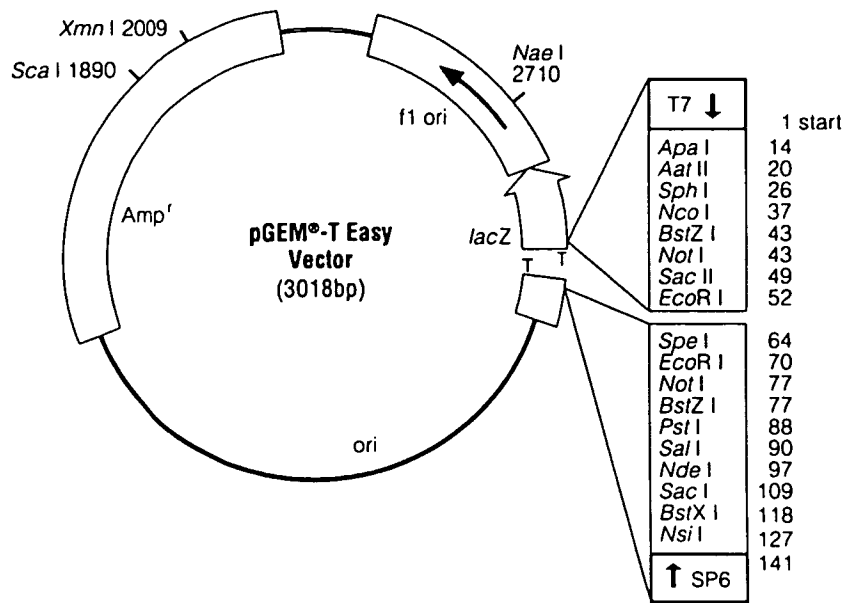 Xmn I 2009
Sca I 1890
Nae I
2710
f1 ori
Ampʳ
pGEM®-T Easy
Vector
(3018bp)
lacZ
T T
ori
T7 ↓
1 start
Apa I 14
Aat II 20
Sph I 26
Nco I 37
BstZ I 43
Not I 43
Sac II 49
EcoR I 52
Spe I 64
EcoR I 70
Not I 77
BstZ I 77
Pst I 88
Sal I 90
Nde I 97
Sac I 109
BstX I 118
Nsi I 127
141
↑ SP6